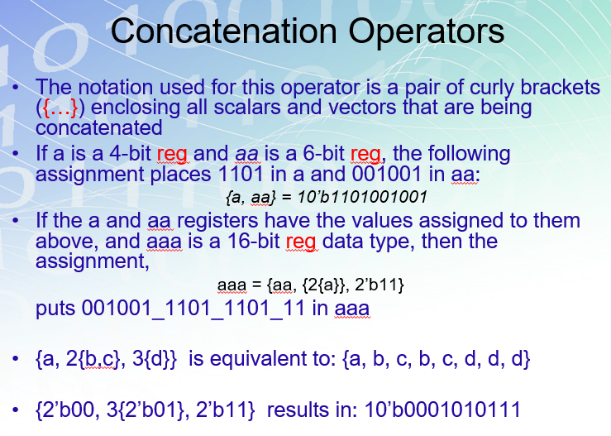 Concatenation Operators
• The notation used for this operator is a pair of curly brackets
({…}) enclosing all scalars and vectors that are being
concatenated
• If a is a 4-bit reg and aa is a 6-bit reg, the following
assignment places 1101 in a and 001001 in aa:
{a, aa} = 10’b1101001001
• If the a and aa registers have the values assigned to them
above, and aaa is a 16-bit reg data type, then the
assignment,
aaa = {aa, {2{a}}, 2’b11}
puts 001001_1101_1101_11 in aaa
• {a, 2{b,c}, 3{d}} is equivalent to: {a, b, c, b, c, d, d, d}
• {2’b00, 3{2’b01}, 2’b11} results in: 10’b0001010111